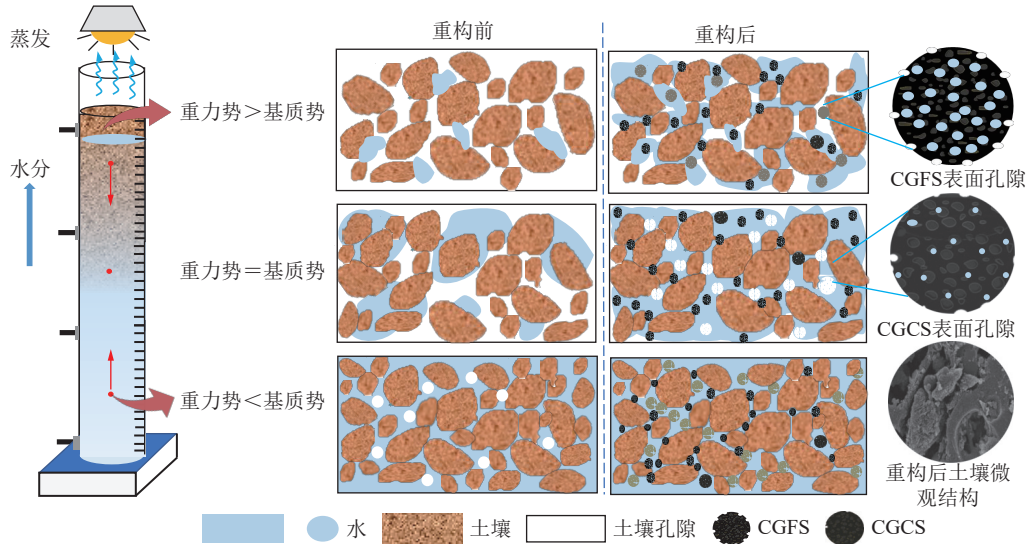 蒸发
水分
重力势>基质势
重力势=基质势
重力势<基质势
重构前
重构后
CGFS表面孔隙
CGCS表面孔隙
重构后土壤微
观结构
水
土壤
土壤孔隙
CGFS
CGCS